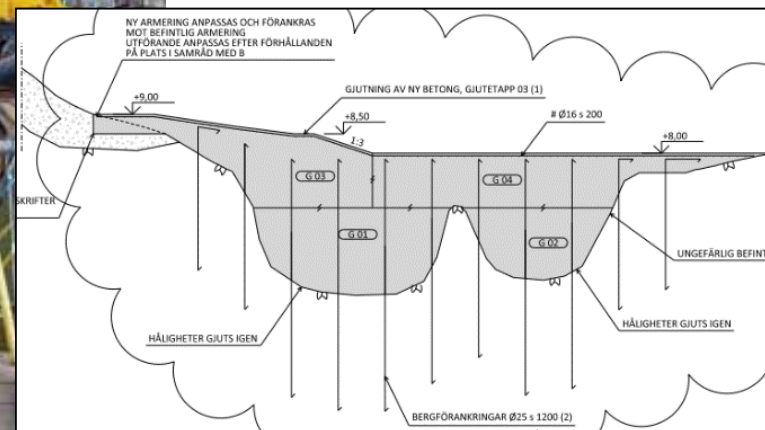 NY ARMERING ANPASSAS OCH FÖRANKRAS
MOT BEFINTLIG ARMERING
UTFÖRANDE ANPASSAS EFTER FÖRHÅLLANDEN
PÅ PLATS I SAMRÅD MED B
+9,00
GJUTNING AV NY BETONG, GJUTETAPP 03 (1)
+8,50
# Ø16 s 200
1:3
+8,00
G 03
G 04
SKRIFTER
G 01
G 02
UNGEFÄRLIG BEFINT
HÅLIGHETER GJUTS IGEN
HÅLIGHETER GJUTS IGEN
BERGFÖRANKRINGAR Ø25 s 1200 (2)